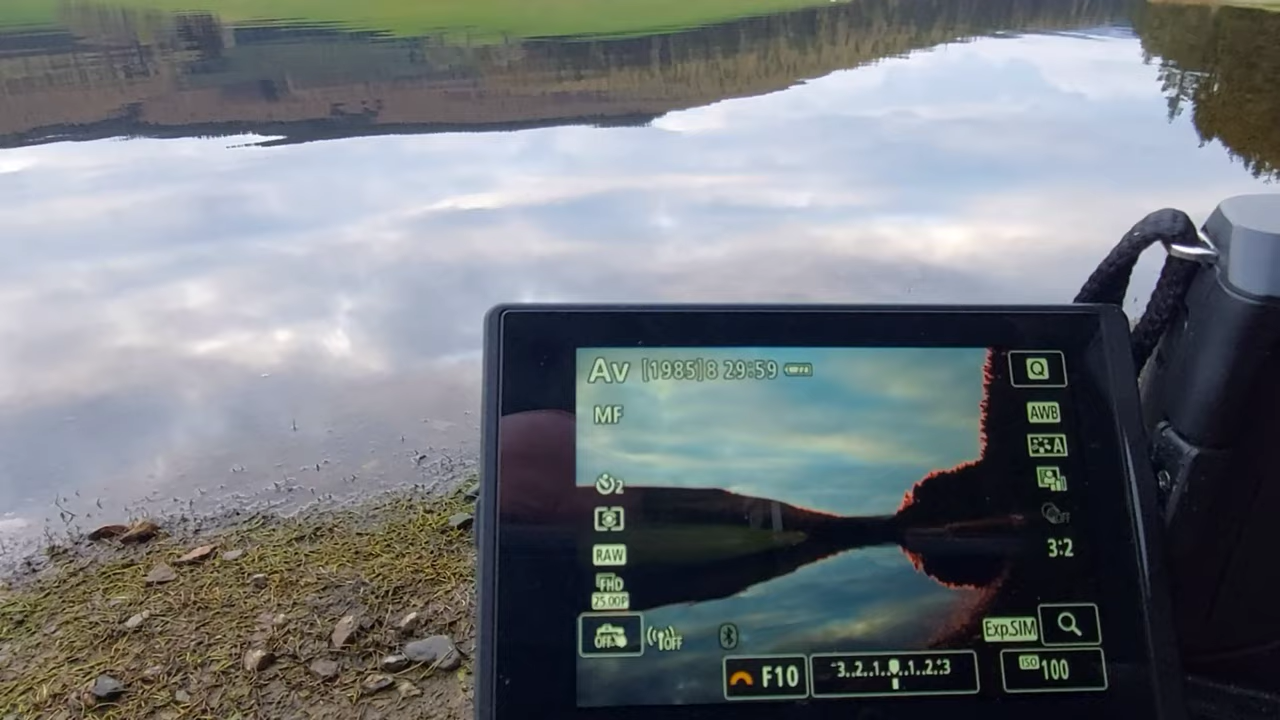 Av [1985]8 29:59
Q
MF
AWB
A
2
OFF
RAW
3:2
FHD
25.00P
OFF
OFF
Exp.SIM
F10
-3..2..1..0..1..2.+3
ISO 100